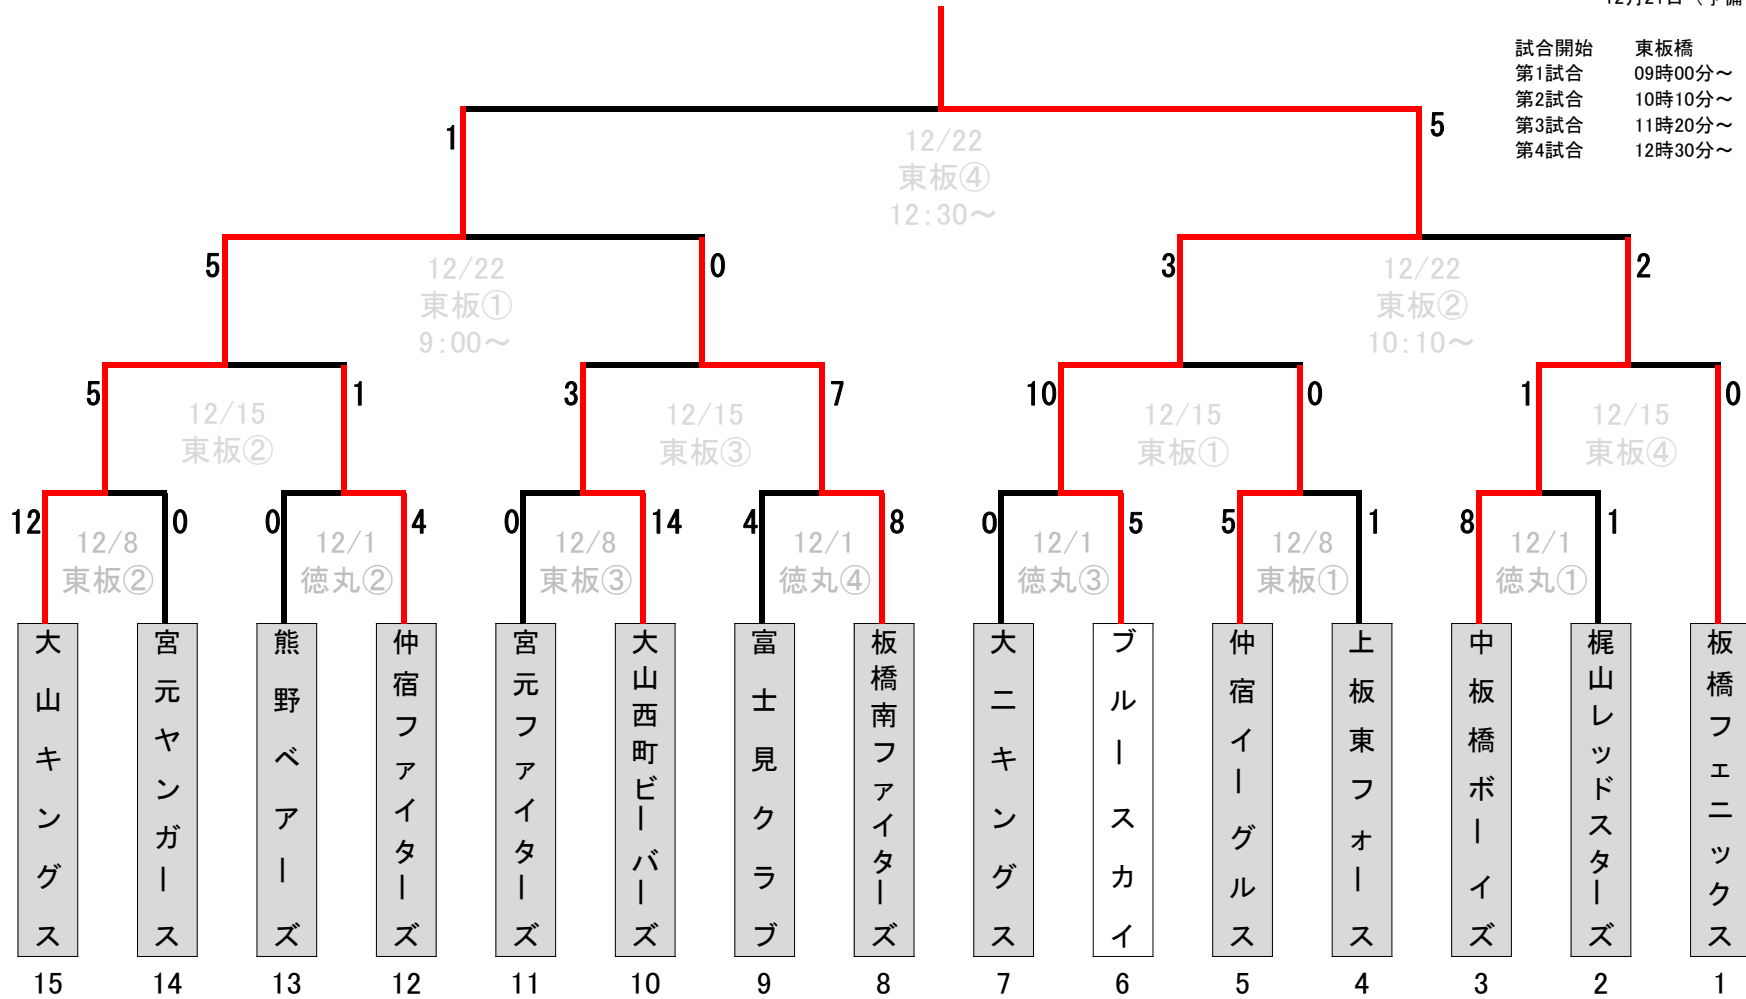 試合開始 東板橋
第1試合 09時00分～
第2試合 10時10分～
第3試合 11時20分～
第4試合 12時30分～
1 5
12/22
東板④
12:30～
5 0 3 2
12/22
東板①
9:00～
12/22
東板②
10:10～
5 1 3 7 10 0 1 0
12/15
東板②
12/15
東板③
12/15
東板①
12/15
東板④
12 0 0 4 0 14 4 8 0 5 5 1 8 1
12/8
東板②
12/1
徳丸②
12/8
東板③
12/1
徳丸④
12/1
徳丸③
12/8
東板①
12/1
徳丸①
大山キングス
宮元ヤンガース
熊野ベアーズ
仲宿ファイターズ
宮元ファイターズ
大山西町ビーバーズ
富士見クラブ
板橋南ファイターズ
大二キングス
ブルースカイ
仲宿イーグルス
上板東フォース
中板橋ボーイズ
梶山レッドスターズ
板橋フェニックス
15 14 13 12 11 10 9 8 7 6 5 4 3 2 1